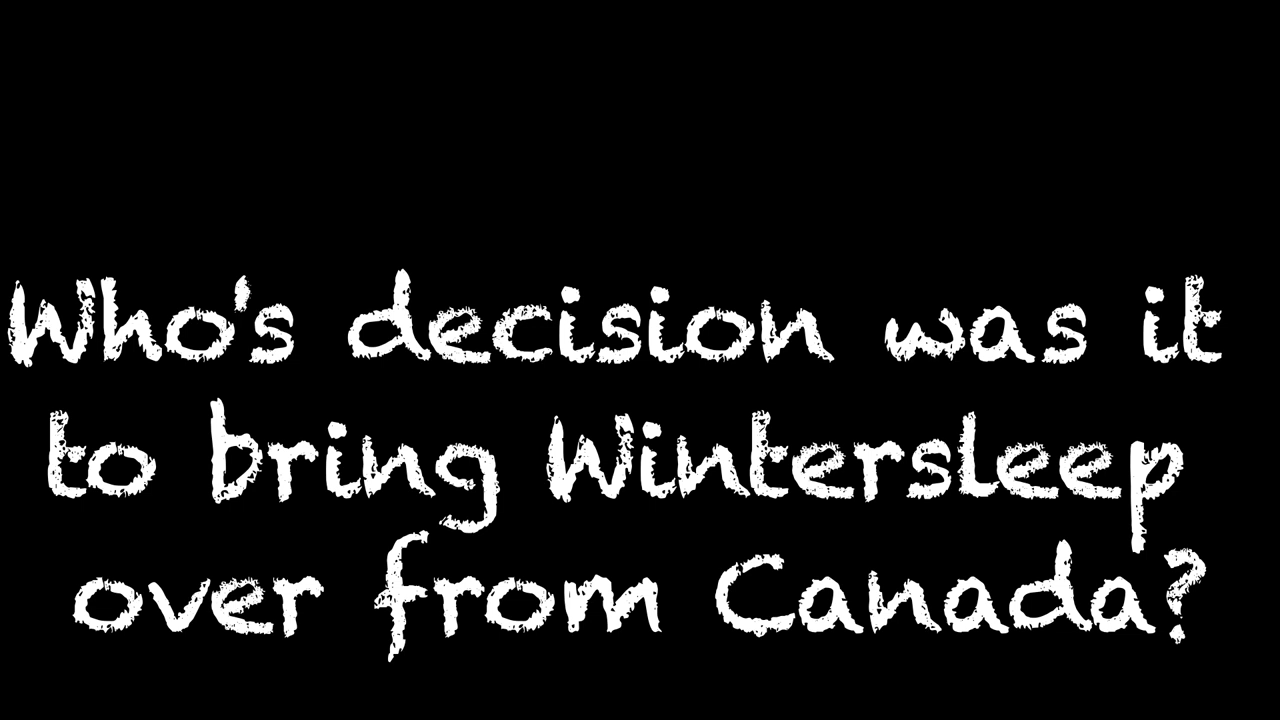 Who's decision was it
to bring Wintersleep
over from Canada?